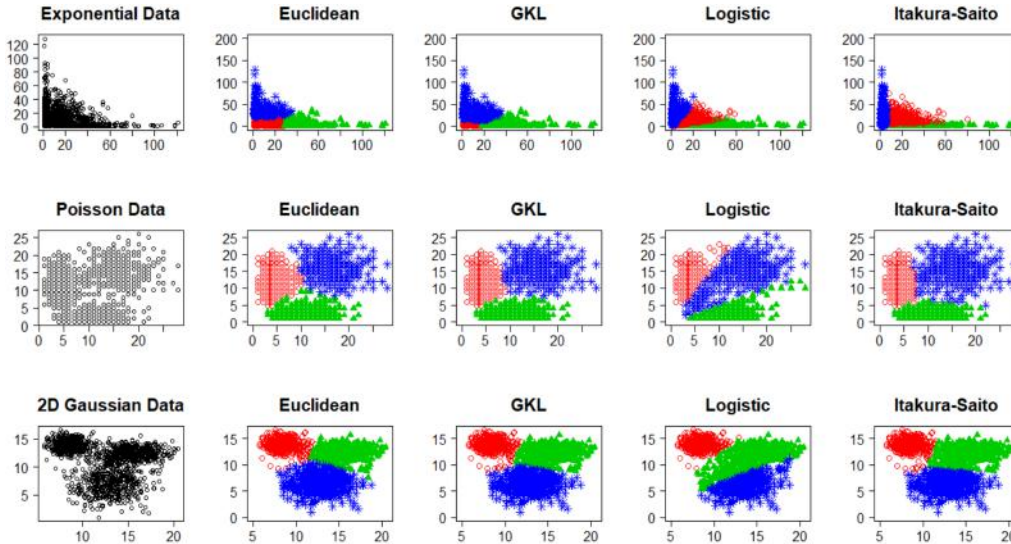 Exponential Data Euclidean GKL Logistic Itakura-Saito
120 200 200 200 200
100 150 150 150 150
80
60 100 100 100 100
40 50 50 50 50
20
0 0 0 0 0
0 20 60 100 0 20 60 100 0 20 60 100 0 20 60 100 0 20 60 100
Poisson Data Euclidean GKL Logistic Itakura-Saito
25 25 25 25 25
20 20 20 20 20
15 15 15 15 15
10 10 10 10 10
5 5 5 5 5
0 0 0 0 0
0 5 10 20 0 5 10 20 0 5 10 20 0 5 10 20 0 5 10 20
2D Gaussian Data Euclidean GKL Logistic Itakura-Saito
15 15 15 15 15
10 10 10 10 10
5 5 5 5 5
0 0 0 0
10 15 20 5 10 15 20 5 10 15 20 5 10 15 20 5 10 15 20